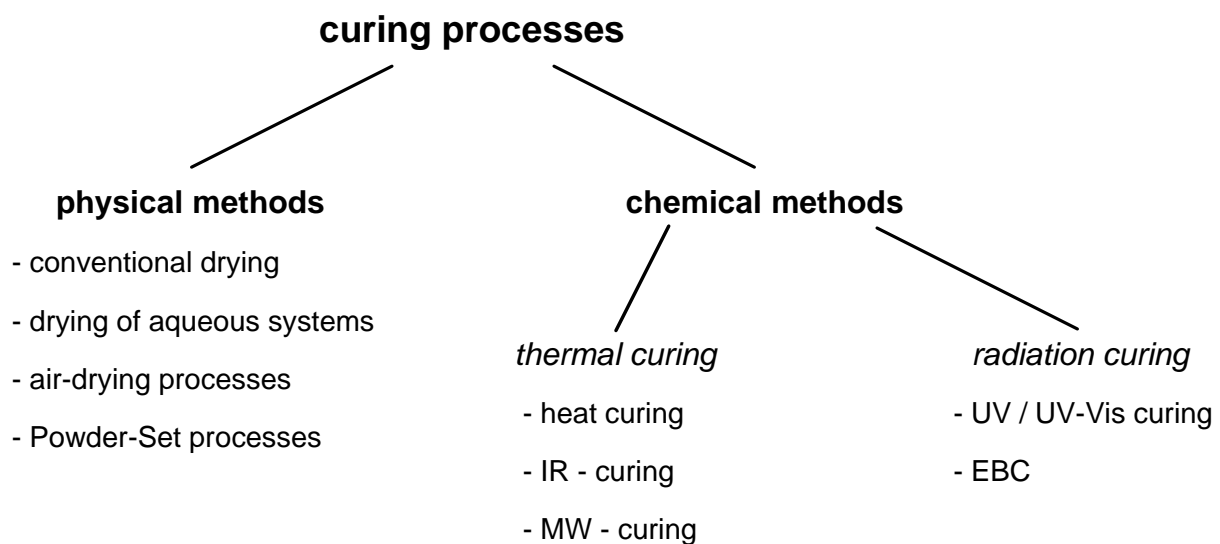 curing processes
physical methods
- conventional drying
- drying of aqueous systems
- air-drying processes
- Powder-Set processes
chemical methods
thermal curing
- heat curing
- IR - curing
- MW - curing
radiation curing
- UV / UV-Vis curing
- EBC